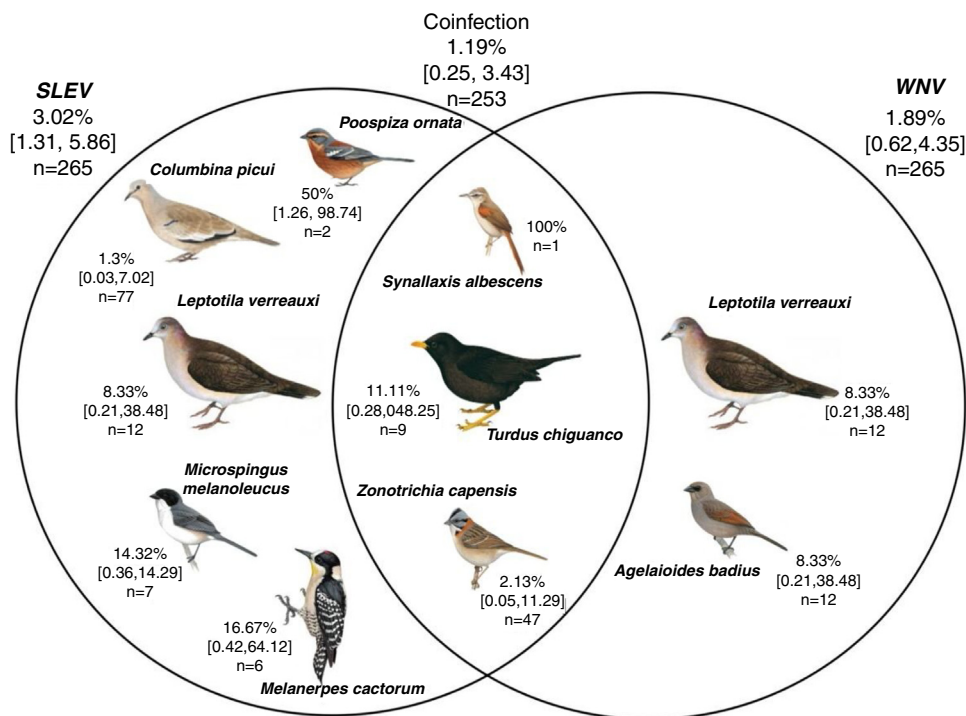 Coinfection
1.19%
[0.25, 3.43]
n=253
SLEV
3.02%
[1.31, 5.86]
n=265
WNV
1.89%
[0.62,4.35]
n=265
Poospiza ornata
50%
[1.26, 98.74]
n=2
Columbina picui
1.3%
[0.03,7.02]
n=77
Leptotila verreauxi
8.33%
[0.21,38.48]
n=12
Microspingus
melanoleucus
14.32%
[0.36,14.29]
n=7
16.67%
[0.42,64.12]
n=6
Melanerpes cactorum
100%
n=1
Synallaxis albescens
11.11%
[0.28,048.25]
n=9
Turdus chiguanco
Zonotrichia capensis
2.13%
[0.05,11.29]
n=47
Leptotila verreauxi
8.33%
[0.21,38.48]
n=12
Agelaioides badius
8.33%
[0.21,38.48]
n=12